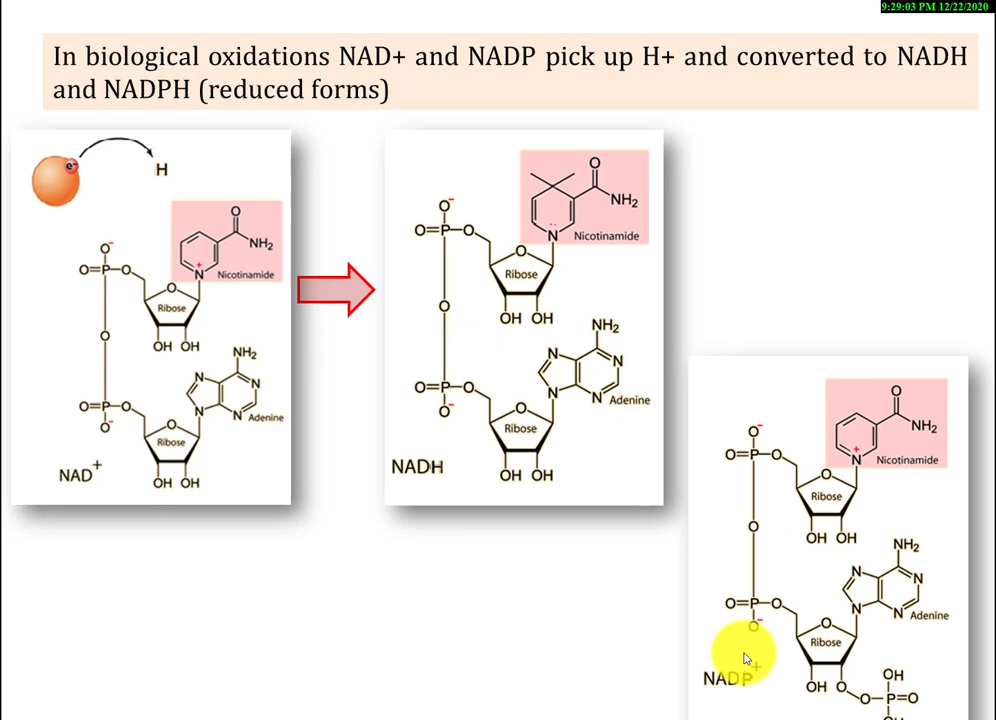 9:29:03 PM 12/22/2020
In biological oxidations NAD+ and NADP pick up H+ and converted to NADH
and NADPH (reduced forms)
e-
H
O
NH2
N+
Nicotinamide
O-
O=P-O
O
Ribose
OH OH
O
NH2
N
N
N
N
Adenine
O=P-O
O-
O
Ribose
OH OH
NAD+
O
NH2
N
Nicotinamide
O-
O=P-O
O
Ribose
OH OH
O
NH2
N
N
N
N
Adenine
O=P-O
O-
O
Ribose
OH OH
NADH
O
NH2
N+
Nicotinamide
O-
O=P-O
O
Ribose
OH OH
O
NH2
N
N
N
N
Adenine
O=P-O
O-
O
Ribose
NADP+
OH O
OH
O-P=O